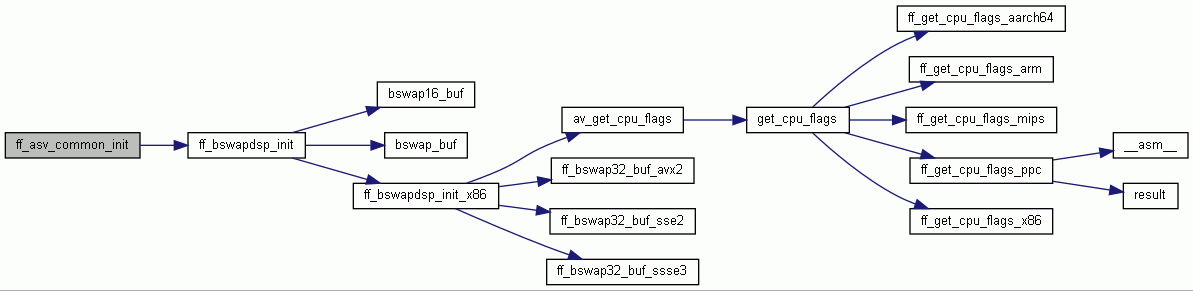 ff_asv_common_init
ff_bswapdsp_init
bswap16_buf
bswap_buf
ff_bswapdsp_init_x86
av_get_cpu_flags
ff_bswap32_buf_avx2
ff_bswap32_buf_sse2
ff_bswap32_buf_ssse3
get_cpu_flags
ff_get_cpu_flags_aarch64
ff_get_cpu_flags_arm
ff_get_cpu_flags_mips
ff_get_cpu_flags_ppc
ff_get_cpu_flags_x86
__asm__
result